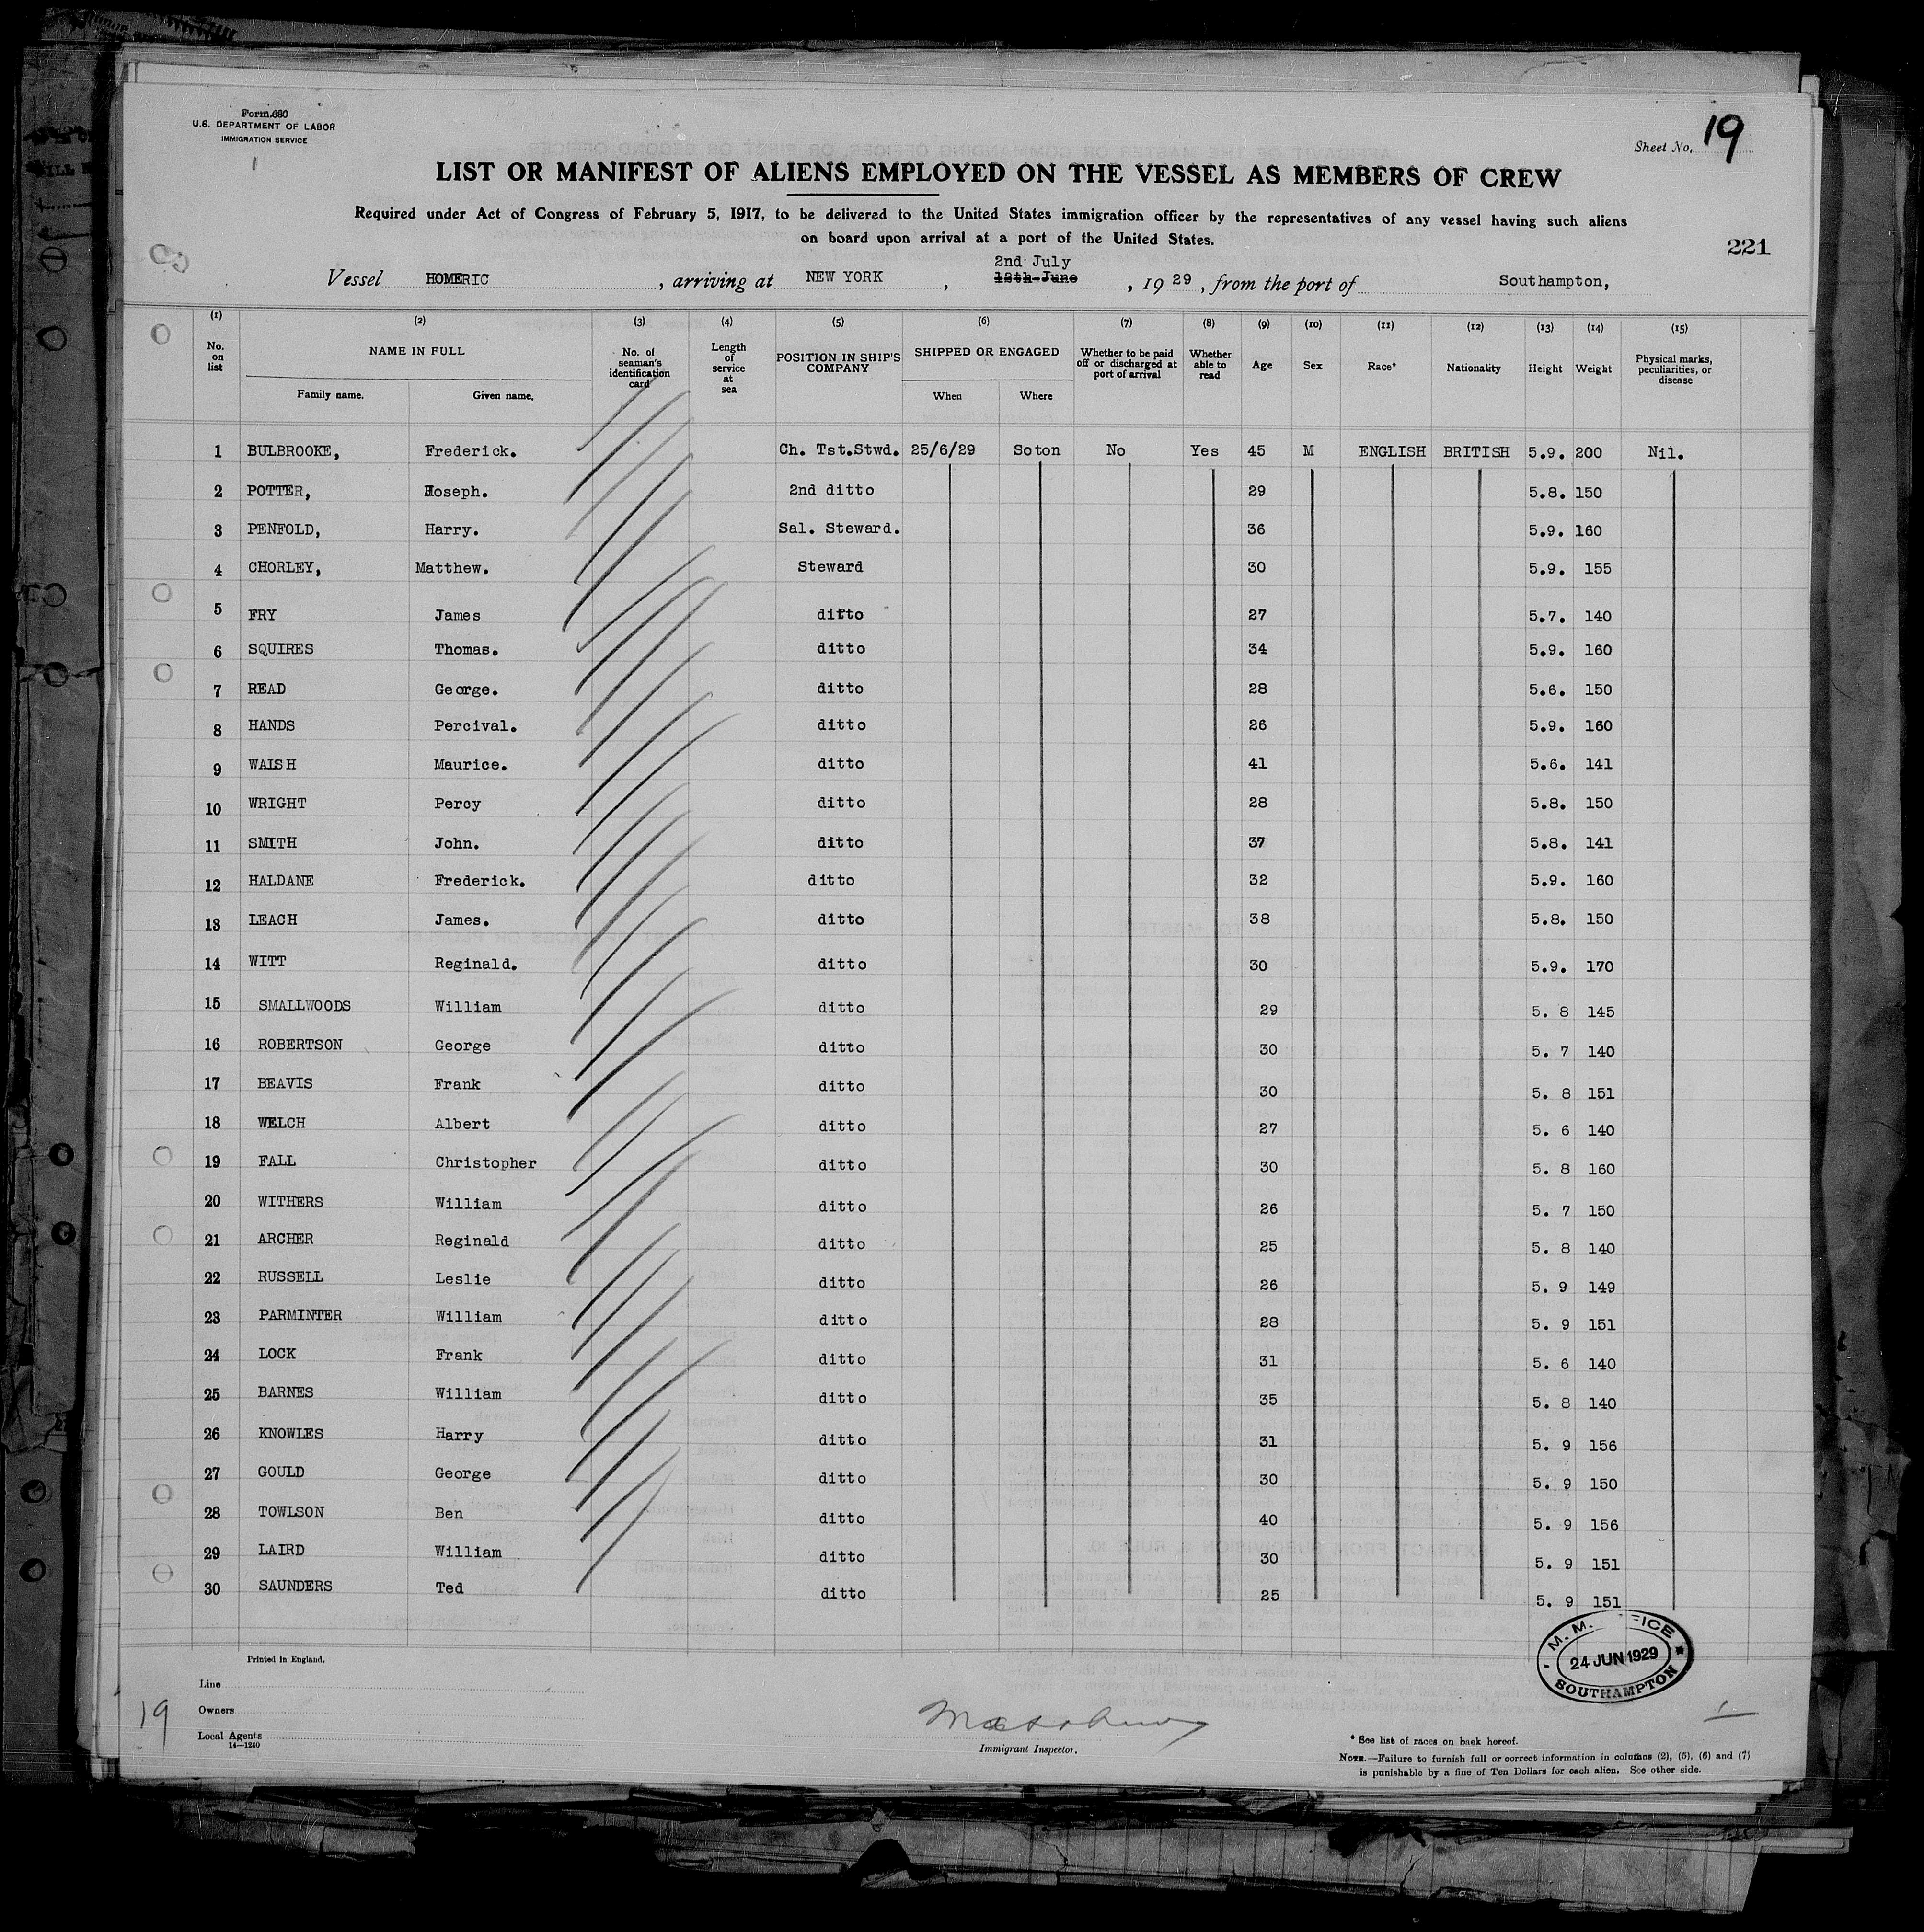 Form 680
U.S. DEPARTMENT OF LABOR
IMMIGRATION SERVICE
Sheet No. 19
LIST OR MANIFEST OF ALIENS EMPLOYED ON THE VESSEL AS MEMBERS OF CREW
Required under Act of Congress of February 5, 1917, to be delivered to the United States immigration officer by the representatives of any vessel having such aliens
on board upon arrival at a port of the United States.
221
2nd July
Vessel HOMERIC , arriving at NEW YORK , 12th June , 1929 , from the port of Southampton,
(1) (2) (3) (4) (5) (6) (7) (8) (9) (10) (11) (12) (13) (14) (15)
No. on list NAME IN FULL Family name. Given name. No. of seaman's identification card Length of service at sea POSITION IN SHIP'S COMPANY SHIPPED OR ENGAGED When Where Whether to be paid off or discharged at port of arrival Whether able to read Age Sex Race* Nationality Height Weight Physical marks, peculiarities, or disease
1 BULBROOKE, Frederick. Ch. Tst.Stwd. 25/6/29 Soton No Yes 45 M ENGLISH BRITISH 5.9. 200 Nil.
2 POTTER, Hoseph. 2nd ditto 29 5.8. 150
3 PENFOLD, Harry. Sal. Steward. 36 5.9. 160
4 CHORLEY, Matthew. Steward 30 5.9. 155
5 FRY James ditto 27 5.7. 140
6 SQUIRES Thomas. ditto 34 5.9. 160
7 READ George. ditto 28 5.6. 150
8 HANDS Percival. ditto 26 5.9. 160
9 WALSH Maurice. ditto 41 5.6. 141
10 WRIGHT Percy ditto 28 5.8. 150
11 SMITH John. ditto 37 5.8. 141
12 HALDANE Frederick. ditto 32 5.9. 160
13 LEACH James. ditto 38 5.8. 150
14 WITT Reginald. ditto 30 5.9. 170
15 SMALLWOODS William ditto 29 5. 8 145
16 ROBERTSON George ditto 30 5. 7 140
17 BEAVIS Frank ditto 30 5. 8 151
18 WELCH Albert ditto 27 5. 6 140
19 FALL Christopher ditto 30 5. 8 160
20 WITHERS William ditto 26 5. 7 150
21 ARCHER Reginald ditto 25 5. 8 140
22 RUSSELL Leslie ditto 26 5. 9 149
23 PARMINTER William ditto 28 5. 9 151
24 LOCK Frank ditto 31 5. 6 140
25 BARNES William ditto 35 5. 8 140
26 KNOWLES Harry ditto 31 5. 9 156
27 GOULD George ditto 30 5. 9 150
28 TOWLSON Ben ditto 40 5. 9 156
29 LAIRD William ditto 30 5. 9 151
30 SAUNDERS Ted ditto 25 5. 9 151
M. M. OFFICE
24 JUN 1929
SOUTHAMPTON
Printed in England.
Line
Owners
19
Local Agents
14—1240
Immigrant Inspector.
* See list of races on back hereof.
NOTE.—Failure to furnish full or correct information in columns (2), (5), (6) and (7)
is punishable by a fine of Ten Dollars for each alien. See other side.